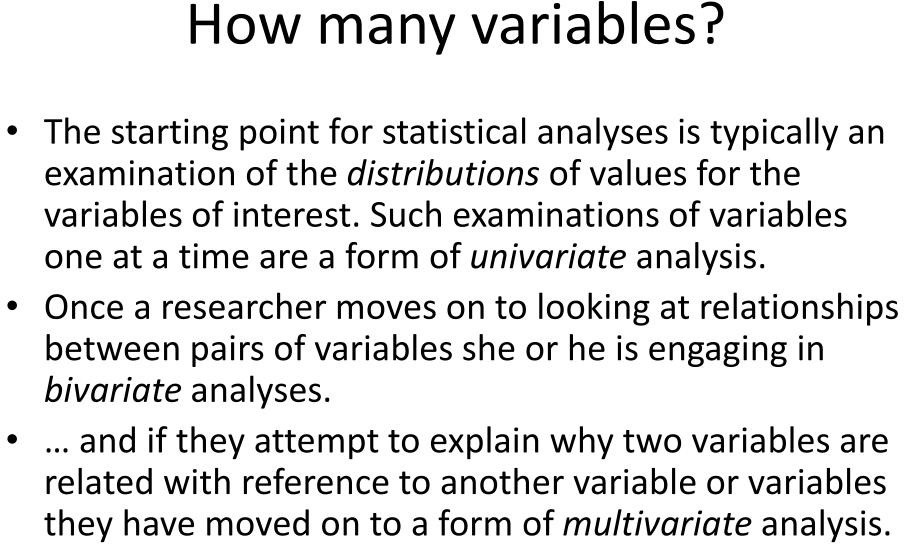 How many variables?
• The starting point for statistical analyses is typically an
examination of the distributions of values for the
variables of interest. Such examinations of variables
one at a time are a form of univariate analysis.
• Once a researcher moves on to looking at relationships
between pairs of variables she or he is engaging in
bivariate analyses.
• … and if they attempt to explain why two variables are
related with reference to another variable or variables
they have moved on to a form of multivariate analysis.